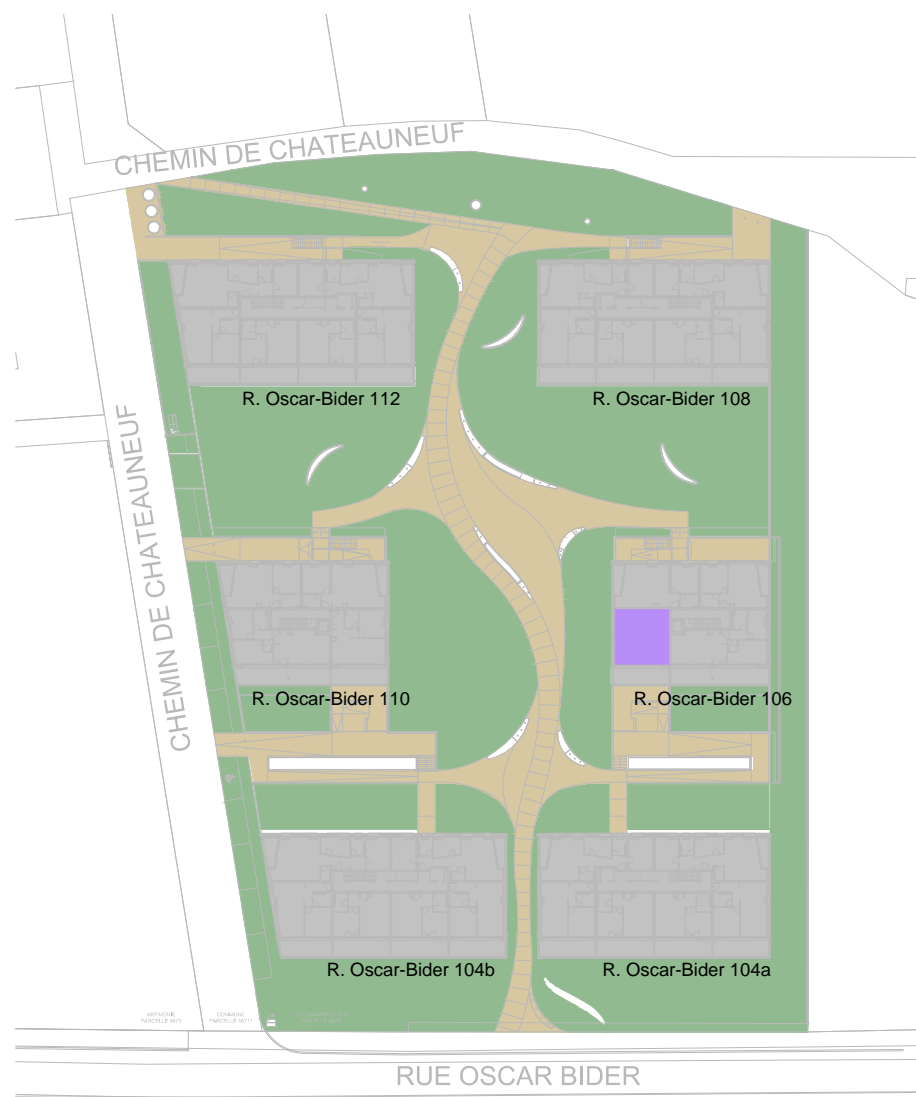 CHEMIN DE CHATEAUNEUF
R. Oscar-Bider 112
R. Oscar-Bider 108
CHEMIN DE CHATEAUNEUF
R. Oscar-Bider 110
R. Oscar-Bider 106
R. Oscar-Bider 104b
R. Oscar-Bider 104a
COMMUNE
RUE OSCAR BIDER